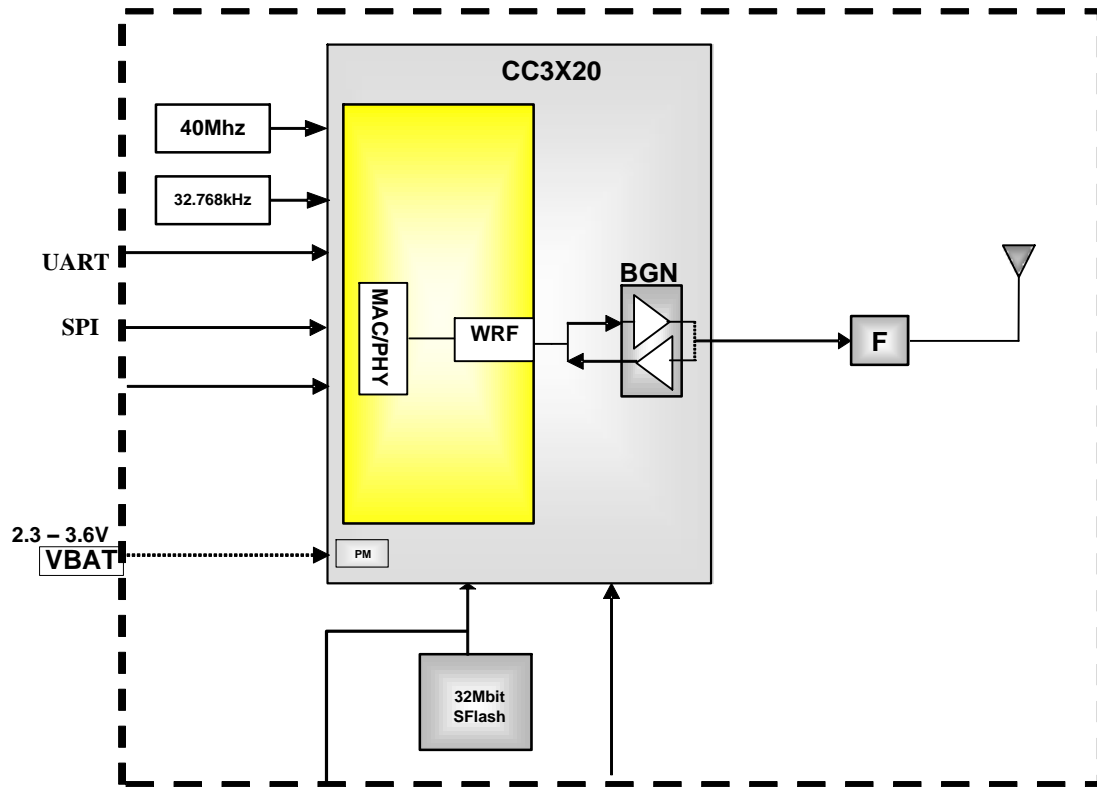 CC3X20
40Mhz
32.768kHz
UART
SPI
MAC/PHY
WRF
BGN
F
2.3 – 3.6V
VBAT
PM
32Mbit
SFlash